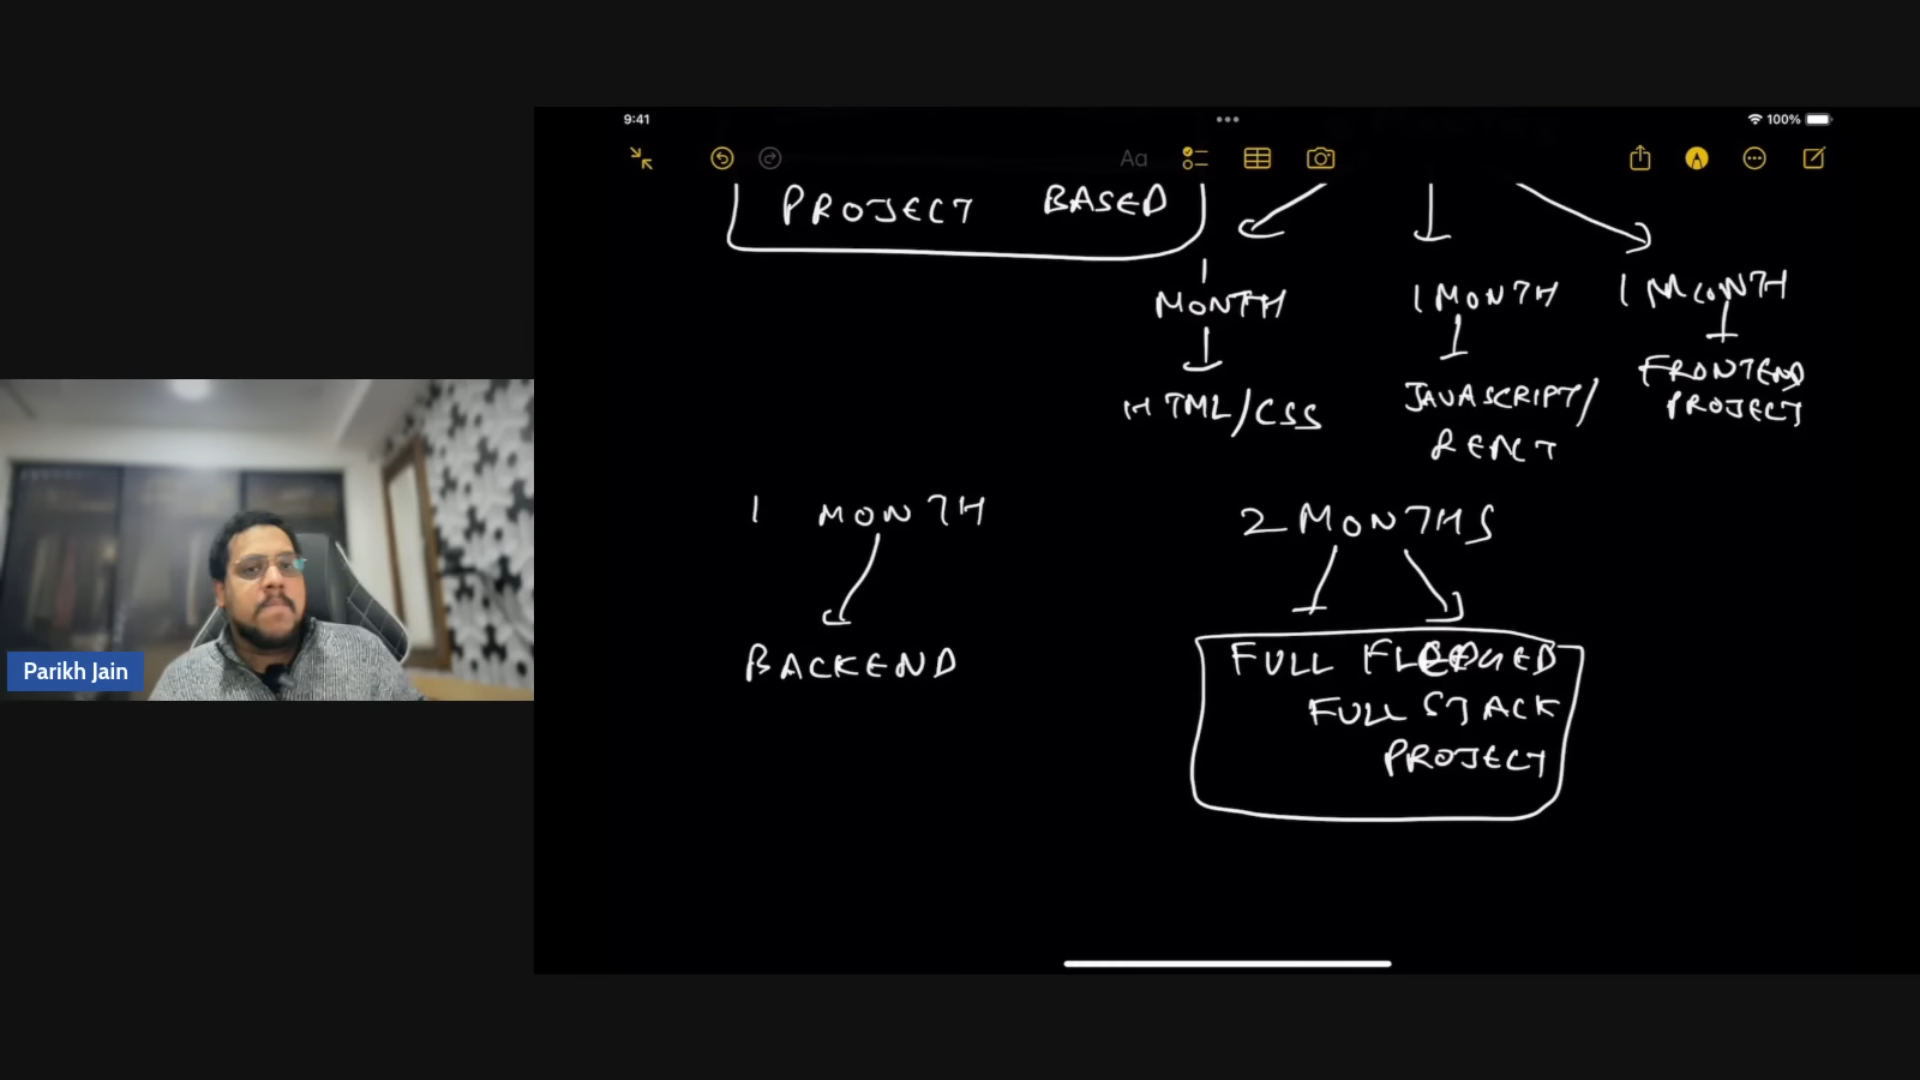 9:41
100%
Aa
PROJECT BASED
1
MONTH
HTML/CSS
1 MONTH
JAVASCRIPT/
REACT
1 MONTH
FRONTEND
PROJECT
1 MONTH
BACKEND
2 MONTHS
FULL FLEDGED
FULL STACK
PROJECT
Parikh Jain